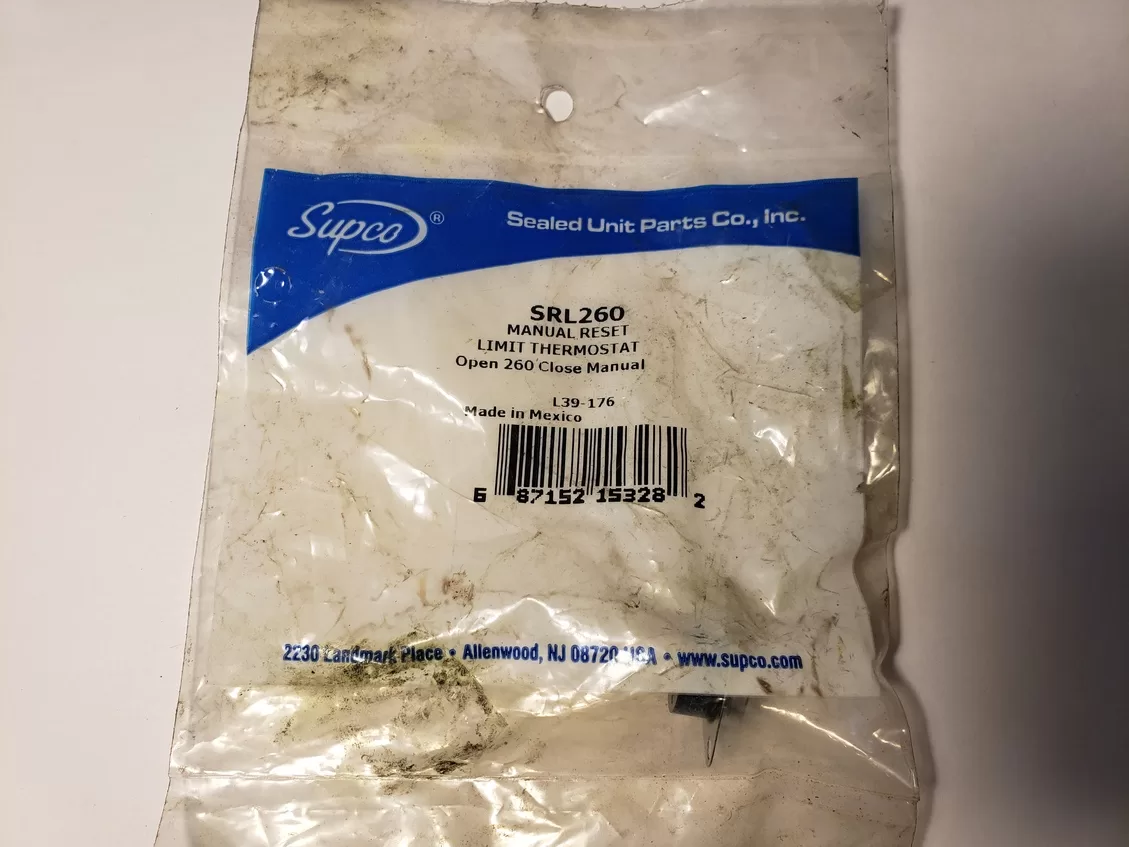 Supco®
Sealed Unit Parts Co., Inc.
SRL260
MANUAL RESET
LIMIT THERMOSTAT
Open 260 Close Manual
L39-176
Made in Mexico
6 87152 15328 2
2230 Landmark Place • Allenwood, NJ 08720 USA • www.supco.com